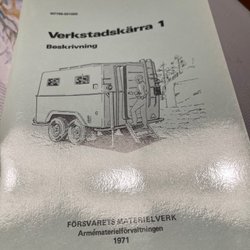 Verkstadskärra 1
Beskrivning
FÖRSVARETS MATERIELVERK
Armématerielförvaltningen
1971